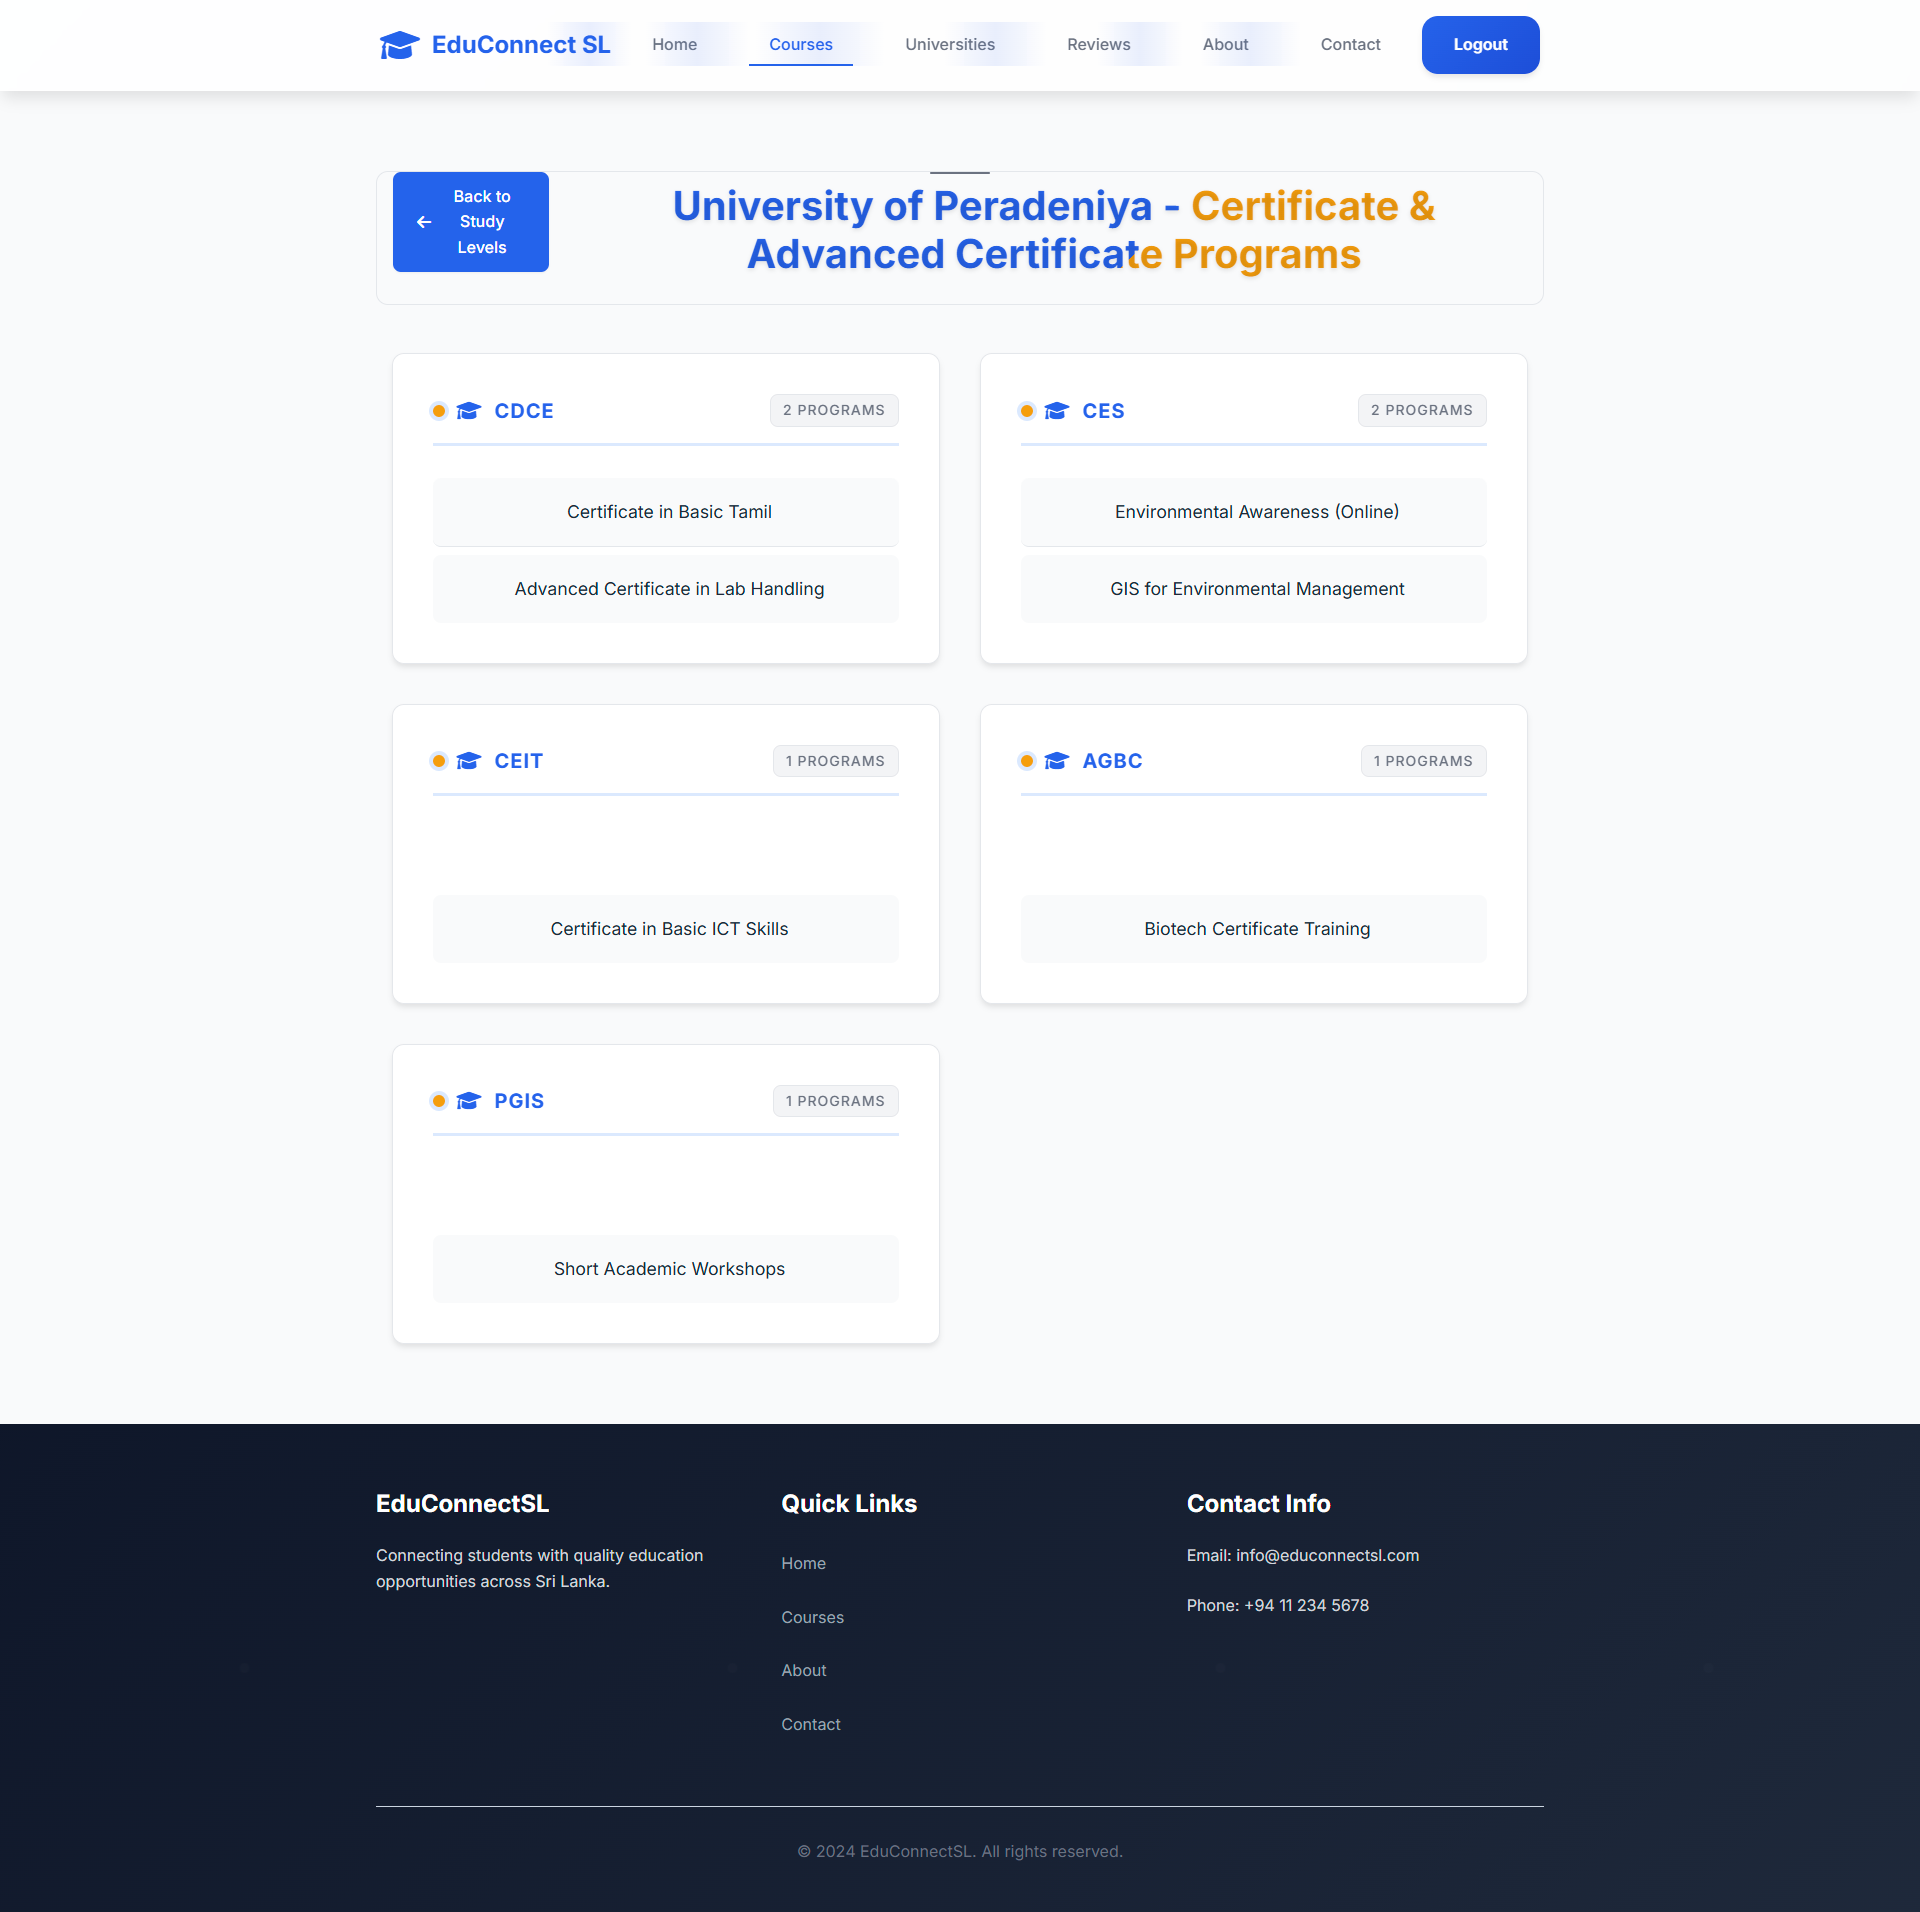 EduConnect SL
Home
Courses
Universities
Reviews
About
Contact
Logout
Back to
Study
Levels
University of Peradeniya - Certificate &
Advanced Certificate Programs
CDCE
2 PROGRAMS
Certificate in Basic Tamil
Advanced Certificate in Lab Handling
CES
2 PROGRAMS
Environmental Awareness (Online)
GIS for Environmental Management
CEIT
1 PROGRAMS
Certificate in Basic ICT Skills
AGBC
1 PROGRAMS
Biotech Certificate Training
PGIS
1 PROGRAMS
Short Academic Workshops
EduConnectSL
Connecting students with quality education
opportunities across Sri Lanka.
Quick Links
Home
Courses
About
Contact
Contact Info
Email: info@educonnectsl.com
Phone: +94 11 234 5678
© 2024 EduConnectSL. All rights reserved.